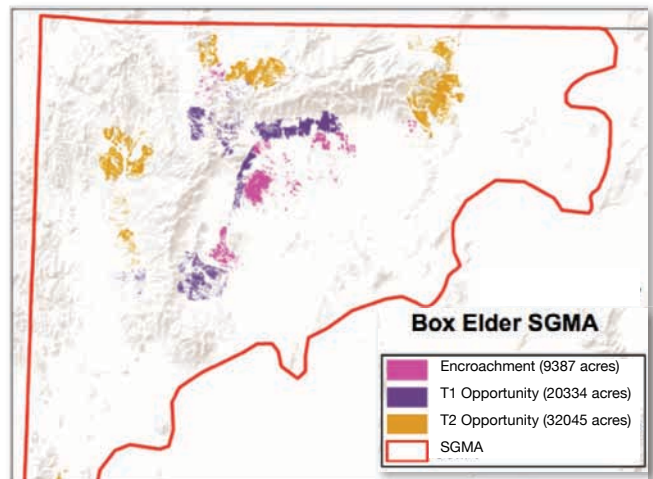 Box Elder SGMA
Encroachment (9387 acres)
T1 Opportunity (20334 acres)
T2 Opportunity (32045 acres)
SGMA